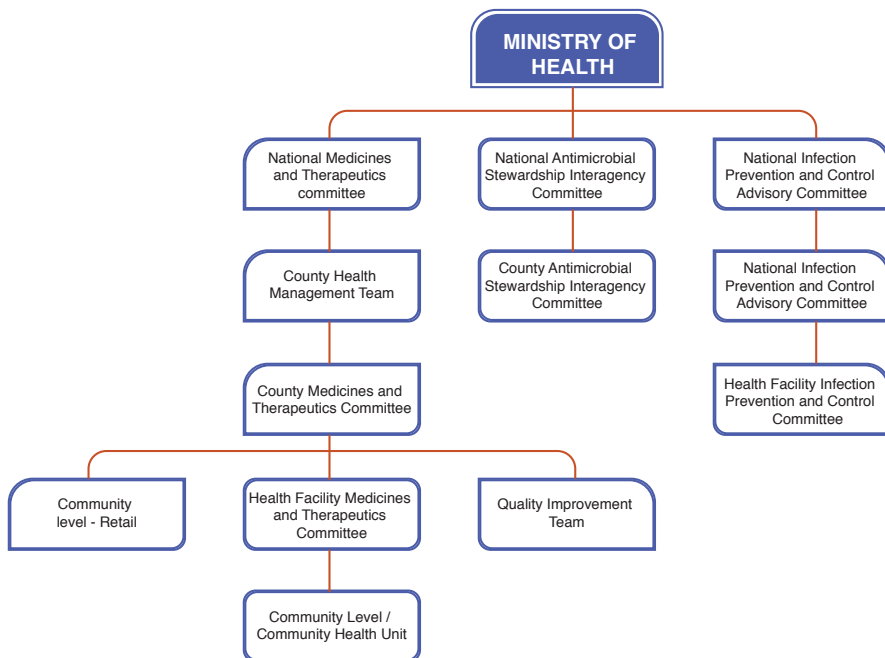 MINISTRY OF
HEALTH
National Medicines
and Therapeutics
committee
National Antimicrobial
Stewardship Interagency
Committee
National Infection
Prevention and Control
Advisory Committee
County Health
Management Team
County Antimicrobial
Stewardship Interagency
Committee
National Infection
Prevention and Control
Advisory Committee
County Medicines and
Therapeutics Committee
Health Facility Infection
Prevention and Control
Committee
Community
level - Retail
Health Facility Medicines
and Therapeutics
Committee
Quality Improvement
Team
Community Level /
Community Health Unit